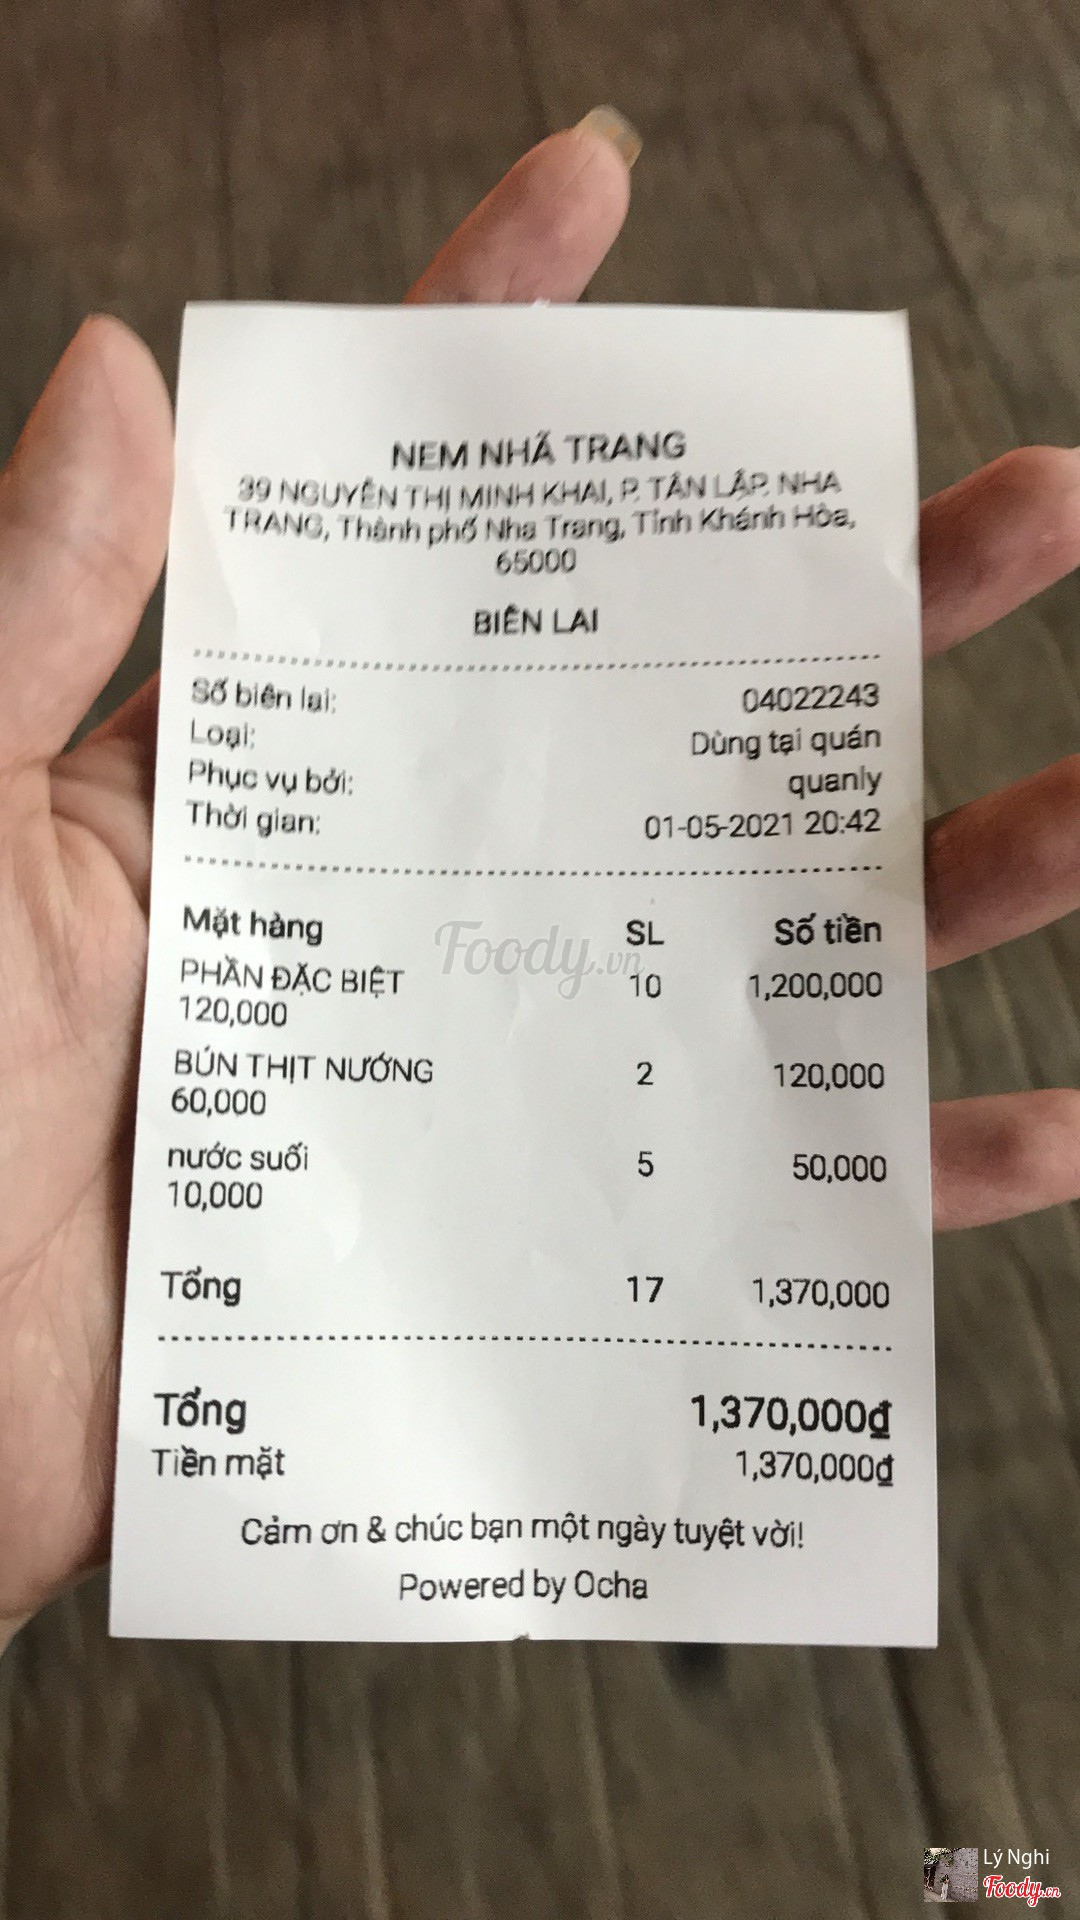 NEM NHÃ TRANG
39 NGUYỄN THỊ MINH KHAI, P. TÂN LẬP. NHA
TRANG, Thành phố Nha Trang, Tỉnh Khánh Hòa,
65000
BIÊN LAI
Số biên lai: 04022243
Loại: Dùng tại quán
Phục vụ bởi: quanly
Thời gian: 01-05-2021 20:42
Mặt hàng SL Số tiền
PHẦN ĐẶC BIỆT 10 1,200,000
120,000
BÚN THỊT NƯỚNG 2 120,000
60,000
nước suối 5 50,000
10,000
Tổng 17 1,370,000
Tổng 1,370,000₫
Tiền mặt 1,370,000₫
Cảm ơn & chúc bạn một ngày tuyệt vời!
Powered by Ocha
Foody.vn
Lý Nghi
Foody.vn